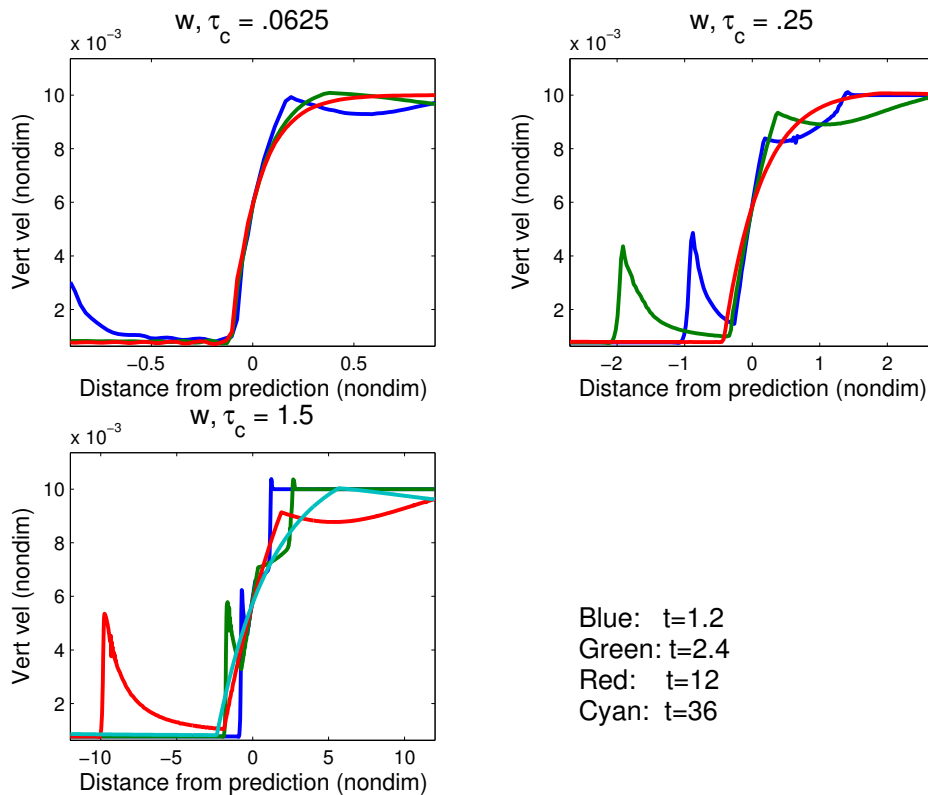 w, τ_c = .0625
x 10⁻³
10
8
6
4
2
Vert vel (nondim)
−0.5 0 0.5
Distance from prediction (nondim)
w, τ_c = .25
x 10⁻³
10
8
6
4
2
Vert vel (nondim)
−2 −1 0 1 2
Distance from prediction (nondim)
w, τ_c = 1.5
x 10⁻³
10
8
6
4
2
Vert vel (nondim)
−10 −5 0 5 10
Distance from prediction (nondim)
Blue: t=1.2
Green: t=2.4
Red: t=12
Cyan: t=36